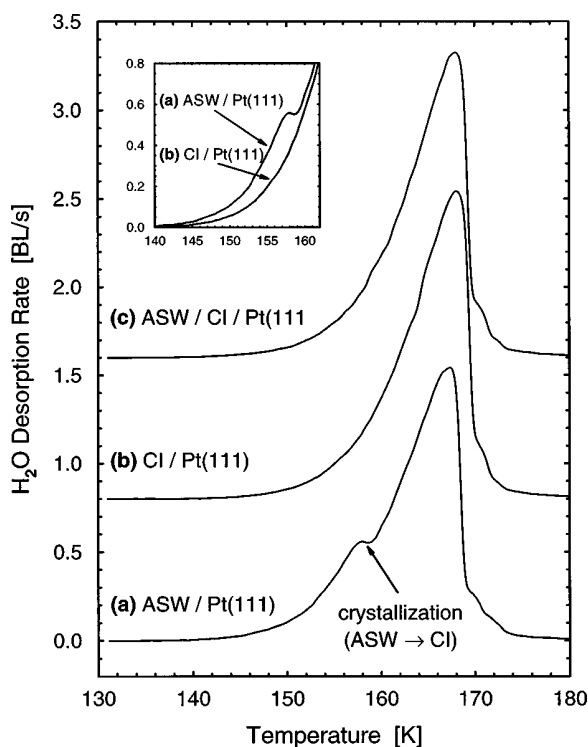 H₂O Desorption Rate [BL/s]
3.5
3.0
2.5
2.0
1.5
1.0
0.5
0.0
0.8
0.6
0.4
0.2
0.0
(a) ASW / Pt(111)
(b) CI / Pt(111)
140 145 150 155 160
(c) ASW / CI / Pt(111
(b) CI / Pt(111)
(a) ASW / Pt(111)
crystallization
(ASW → CI)
130 140 150 160 170 180
Temperature [K]